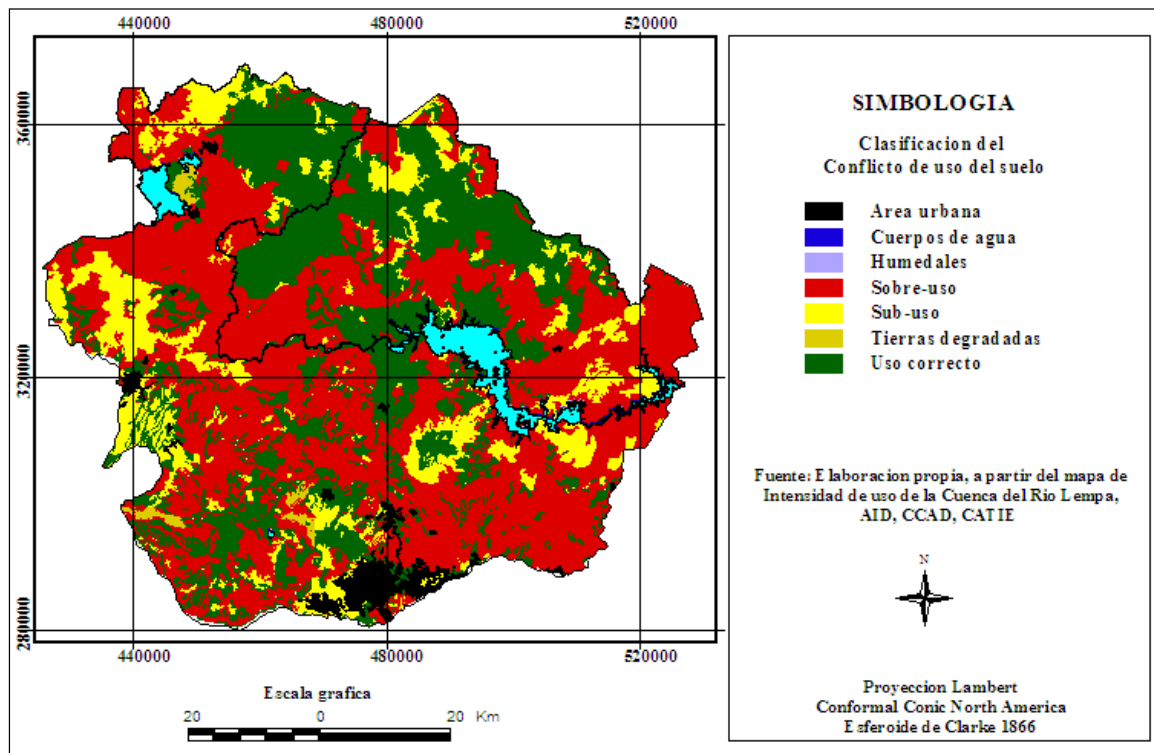 440000 480000 520000
360000
320000
280000
440000 480000 520000
Escala grafica
20 0 20 Km
SIMBOLOGIA
Clasificacion del
Conflicto de uso del suelo
Area urbana
Cuerpos de agua
Humedales
Sobre-uso
Sub-uso
Tierras degradadas
Uso correcto
Fuente: Elaboracion propia, a partir del mapa de
Intensidad de uso de la Cuenca del Rio Lempa,
AID, CCAD, CATIE
N
Proyeccion Lambert
Conformal Conic North America
Esferoide de Clarke 1866